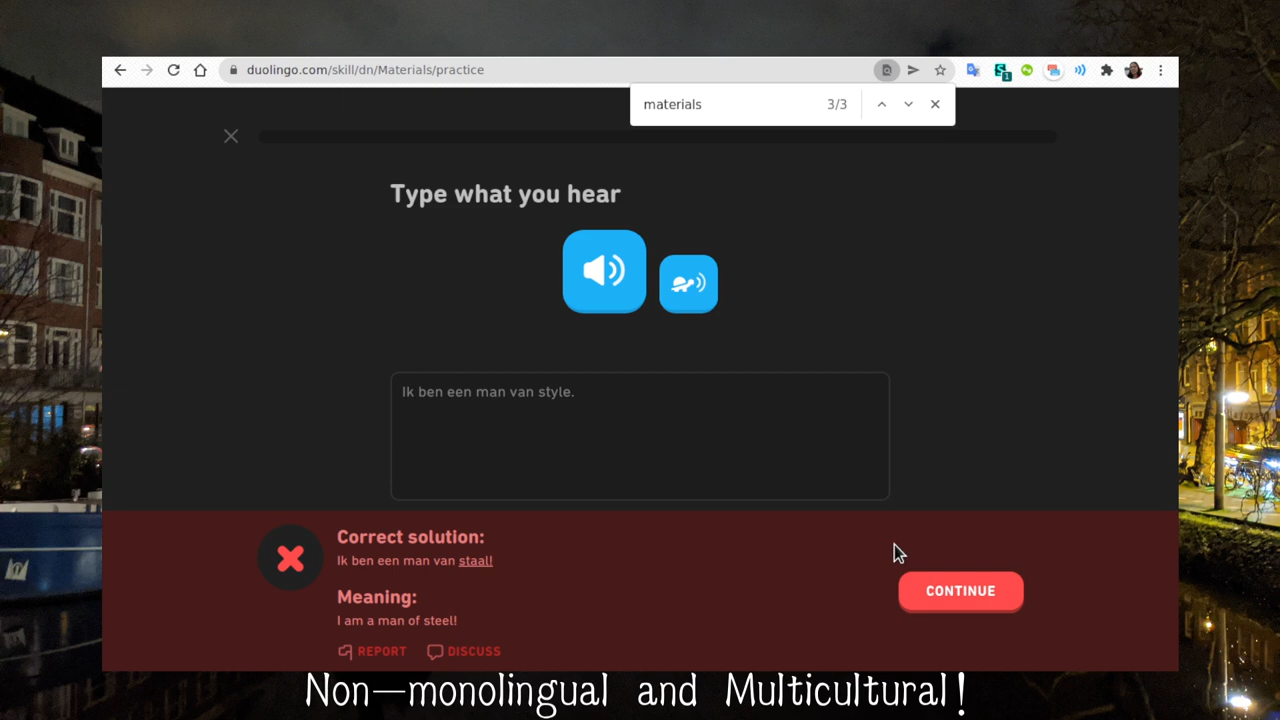 duolingo.com/skill/dn/Materials/practice
materials 3/3
Type what you hear
Ik ben een man van style.
Correct solution:
Ik ben een man van staal!
Meaning:
I am a man of steel!
CONTINUE
REPORT DISCUSS
Non—monolingual and Multicultural!